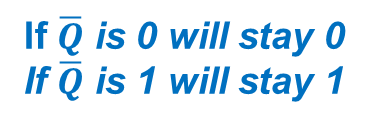 If Q̅ is 0 will stay 0
If Q̅ is 1 will stay 1